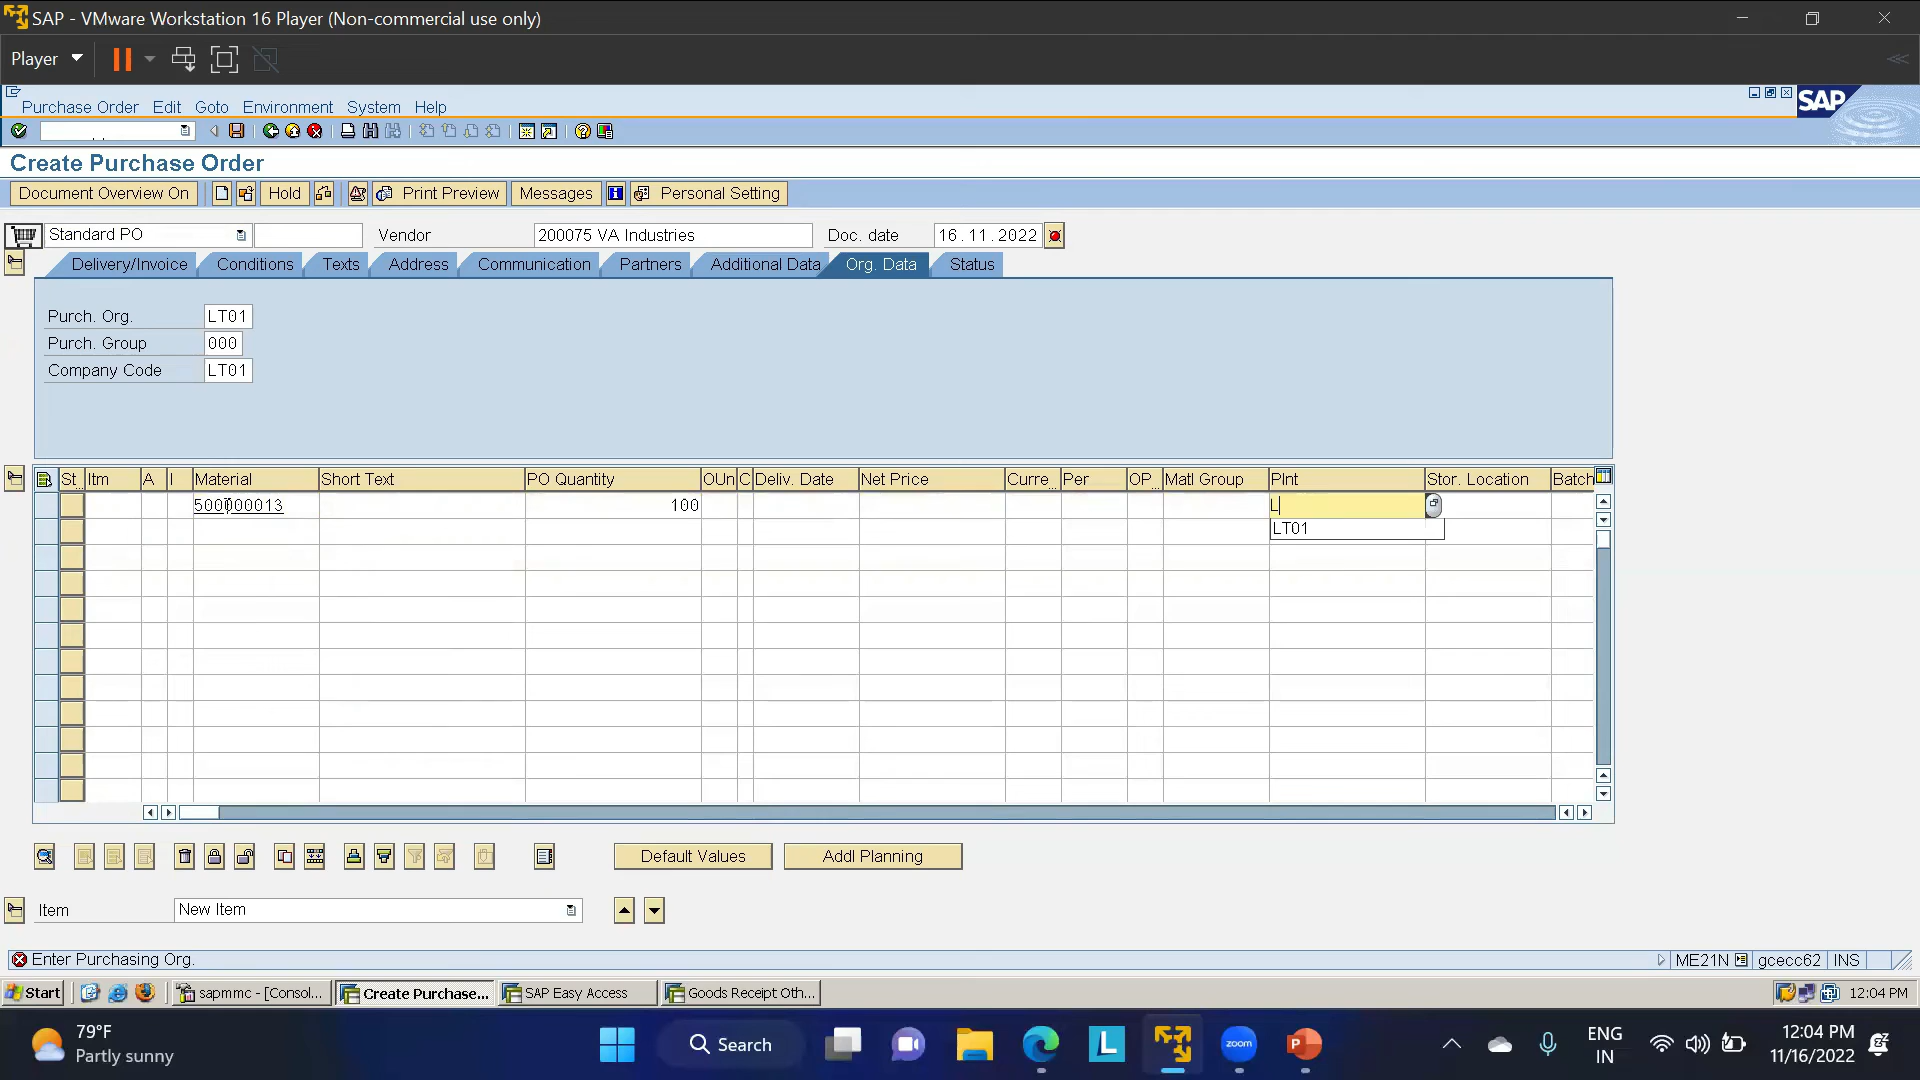 SAP - VMware Workstation 16 Player (Non-commercial use only)
Player
Purchase Order Edit Goto Environment System Help
SAP
Create Purchase Order
Document Overview On Hold Print Preview Messages Personal Setting
Standard PO Vendor 200075 VA Industries Doc. date 16.11.2022
Delivery/Invoice Conditions Texts Address Communication Partners Additional Data Org. Data Status
Purch. Org. LT01
Purch. Group 000
Company Code LT01
St... Itm A I Material Short Text PO Quantity OUn C Deliv. Date Net Price Curre... Per OP... Matl Group Plnt Stor. Location Batch
500000013 100 L
LT01
Default Values Addl Planning
Item New Item
Enter Purchasing Org. ME21N gcecc62 INS
Start sapmmc - [Consol... Create Purchase... SAP Easy Access Goods Receipt Oth... 12:04 PM
79°F
Partly sunny
Search
L
zoom
P
ENG
IN
12:04 PM
11/16/2022